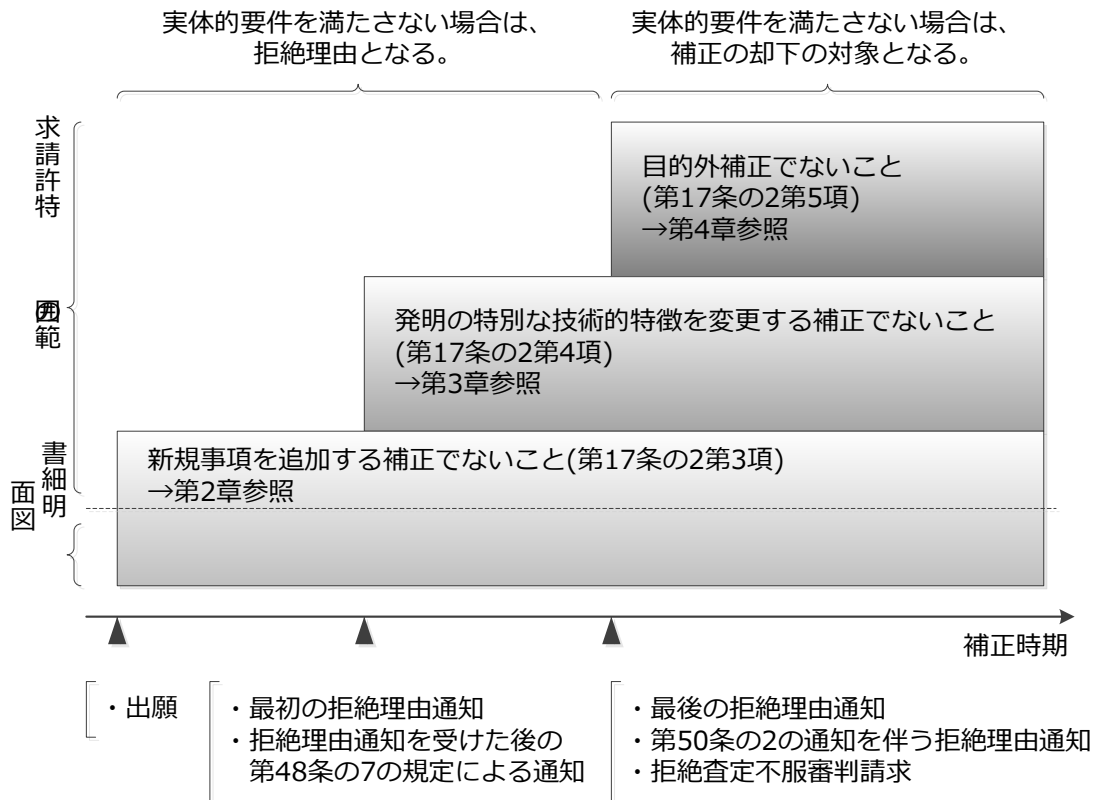 実体的要件を満たさない場合は、
拒絶理由となる。
実体的要件を満たさない場合は、
補正の却下の対象となる。
求請許特
囲の範
書細明
面図
目的外補正でないこと
(第17条の2第5項)
→第4章参照
発明の特別な技術的特徴を変更する補正でないこと
(第17条の2第4項)
→第3章参照
新規事項を追加する補正でないこと(第17条の2第3項)
→第2章参照
補正時期
・出願
・最初の拒絶理由通知
・拒絶理由通知を受けた後の
第48条の7の規定による通知
・最後の拒絶理由通知
・第50条の2の通知を伴う拒絶理由通知
・拒絶査定不服審判請求